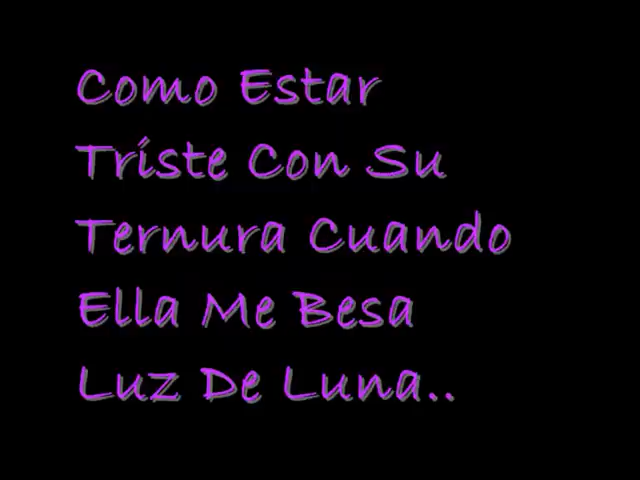 Como Estar
Triste Con Su
Ternura Cuando
Ella Me Besa
Luz De Luna..